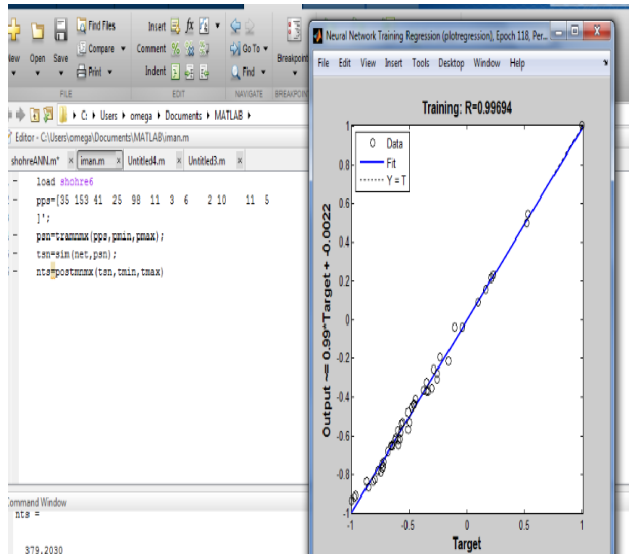 Find Files
Compare
Print
New Open Save
FILE
Insert fx
Comment
Indent
EDIT
Go To
Find
NAVIGATE
Breakpoint
BREAKPOIN
C: Users omega Documents MATLAB
Editor - C:\Users\omega\Documents\MATLAB\iman.m
shohreANN.m* iman.m Untitled4.m Untitled3.m
load shohre6
pps=[35 153 41 25 98 11 3 6 2 10 11 5
]';
psn=tramnmx(pps,pmin,pmax);
tsn=sim(net,psn);
nts=postmnmx(tsn,tmin,tmax)
Command Window
nts =
379.2030
Neural Network Training Regression (plotregression), Epoch 118, Per...
File Edit View Insert Tools Desktop Window Help
Training: R=0.99694
Data
Fit
Y = T
Output ~= 0.99*Target + -0.0022
1
0.8
0.6
0.4
0.2
0
-0.2
-0.4
-0.6
-0.8
-1
-1 -0.5 0 0.5 1
Target